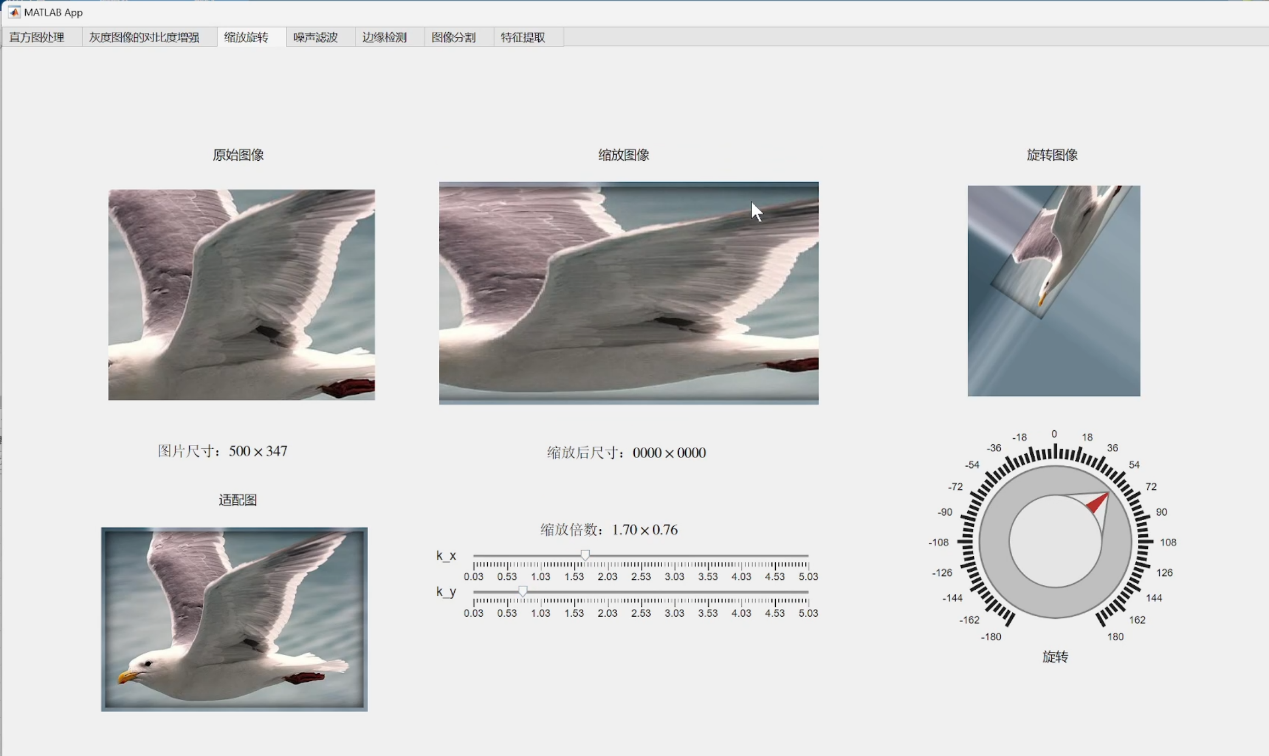 MATLAB App
直方图处理 灰度图像的对比度增强 缩放旋转 噪声滤波 边缘检测 图像分割 特征提取
原始图像 缩放图像 旋转图像
图片尺寸：500 × 347
缩放后尺寸：0000 × 0000
适配图
缩放倍数：1.70 × 0.76
k_x
0.03 0.53 1.03 1.53 2.03 2.53 3.03 3.53 4.03 4.53 5.03
k_y
0.03 0.53 1.03 1.53 2.03 2.53 3.03 3.53 4.03 4.53 5.03
-180 -162 -144 -126 -108 -90 -72 -54 -36 -18 0 18 36 54 72 90 108 126 144 162 180
旋转